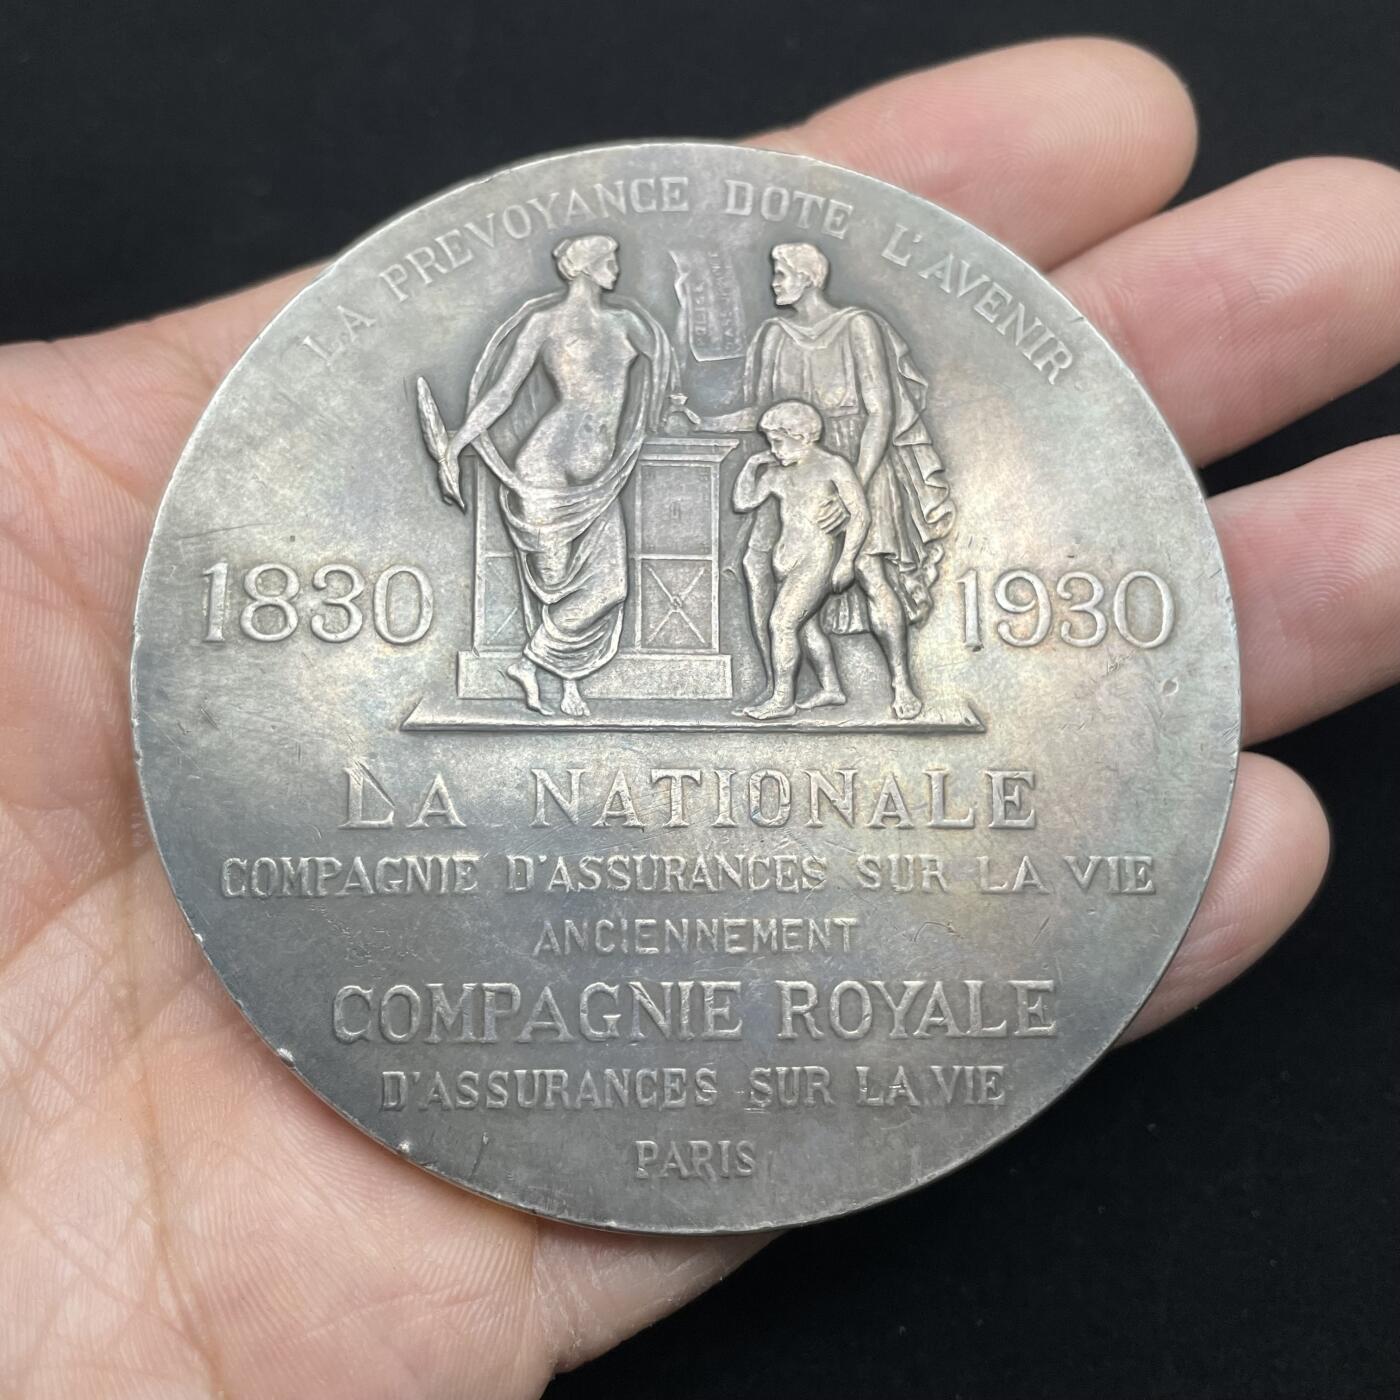 LA PREVOYANCE DOTE L'AVENIR
1830 1930
LA NATIONALE
COMPAGNIE D'ASSURANCES SUR LA VIE
ANCIENNEMENT
COMPAGNIE ROYALE
D'ASSURANCES SUR LA VIE
PARIS